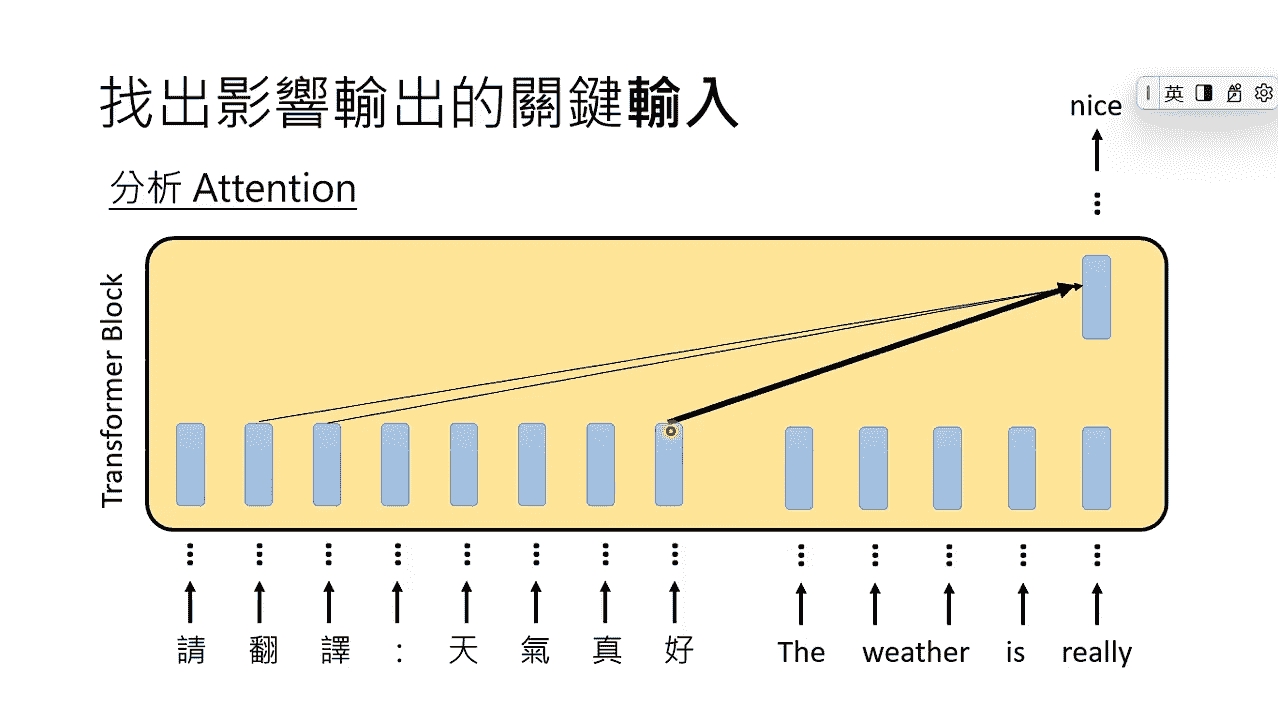 找出影響輸出的關鍵輸入
nice
英
分析 Attention
Transformer Block
請 翻 譯 : 天 氣 真 好 The weather is really